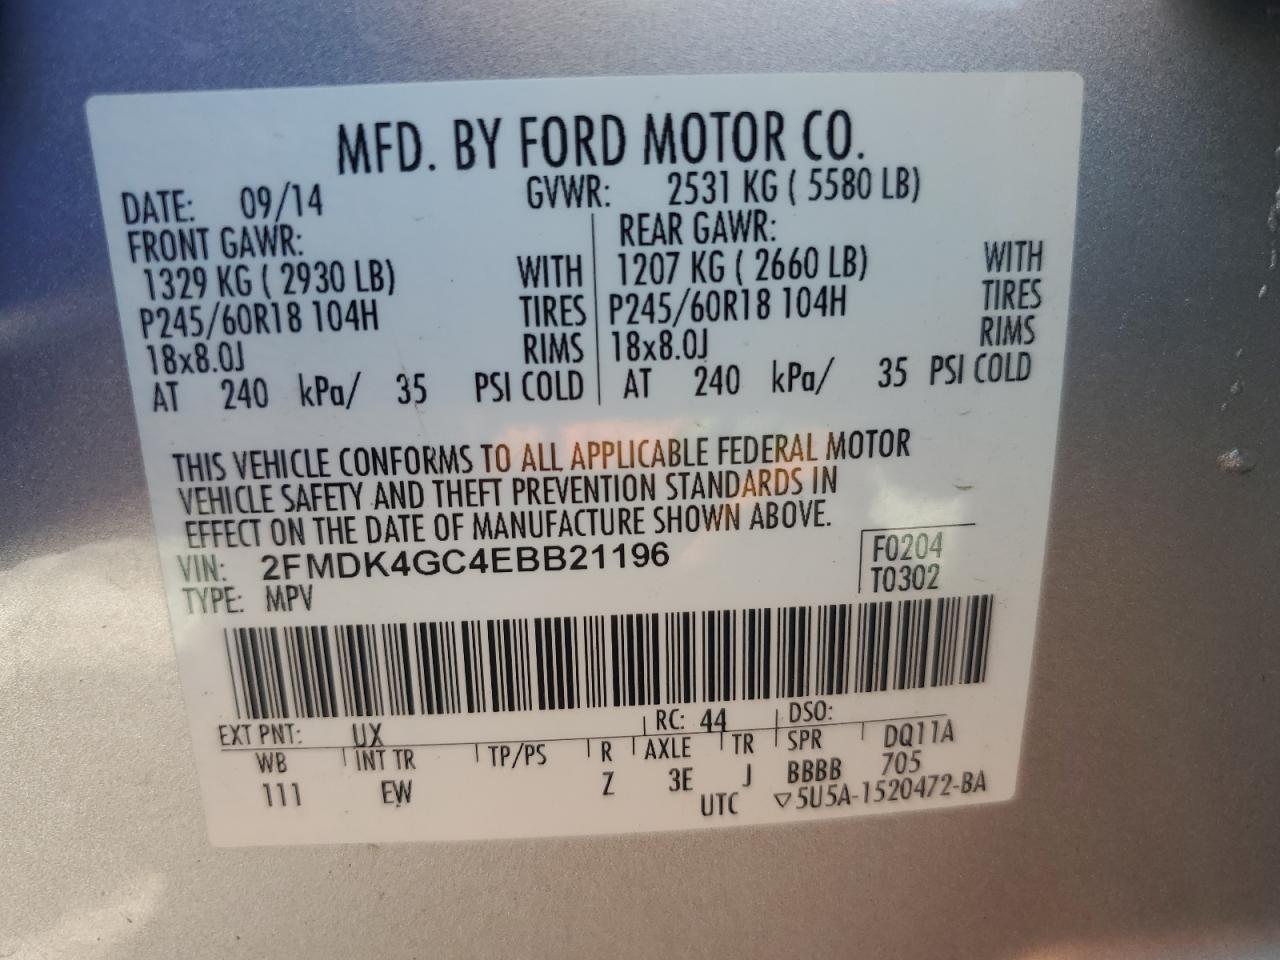 MFD. BY FORD MOTOR CO.
DATE: 09/14 GVWR: 2531 KG ( 5580 LB)
FRONT GAWR: REAR GAWR:
1329 KG ( 2930 LB) WITH 1207 KG ( 2660 LB) WITH
P245/60R18 104H TIRES P245/60R18 104H TIRES
18x8.0J RIMS 18x8.0J RIMS
AT 240 kPa/ 35 PSI COLD AT 240 kPa/ 35 PSI COLD
THIS VEHICLE CONFORMS TO ALL APPLICABLE FEDERAL MOTOR
VEHICLE SAFETY AND THEFT PREVENTION STANDARDS IN
EFFECT ON THE DATE OF MANUFACTURE SHOWN ABOVE.
VIN: 2FMDK4GC4EBB21196 F0204
TYPE: MPV T0302
EXT PNT: UX RC: 44 DSO:
WB INT TR TP/PS R AXLE TR SPR DQ11A
111 EW Z 3E J BBBB 705
UTC ▽5U5A-1520472-BA